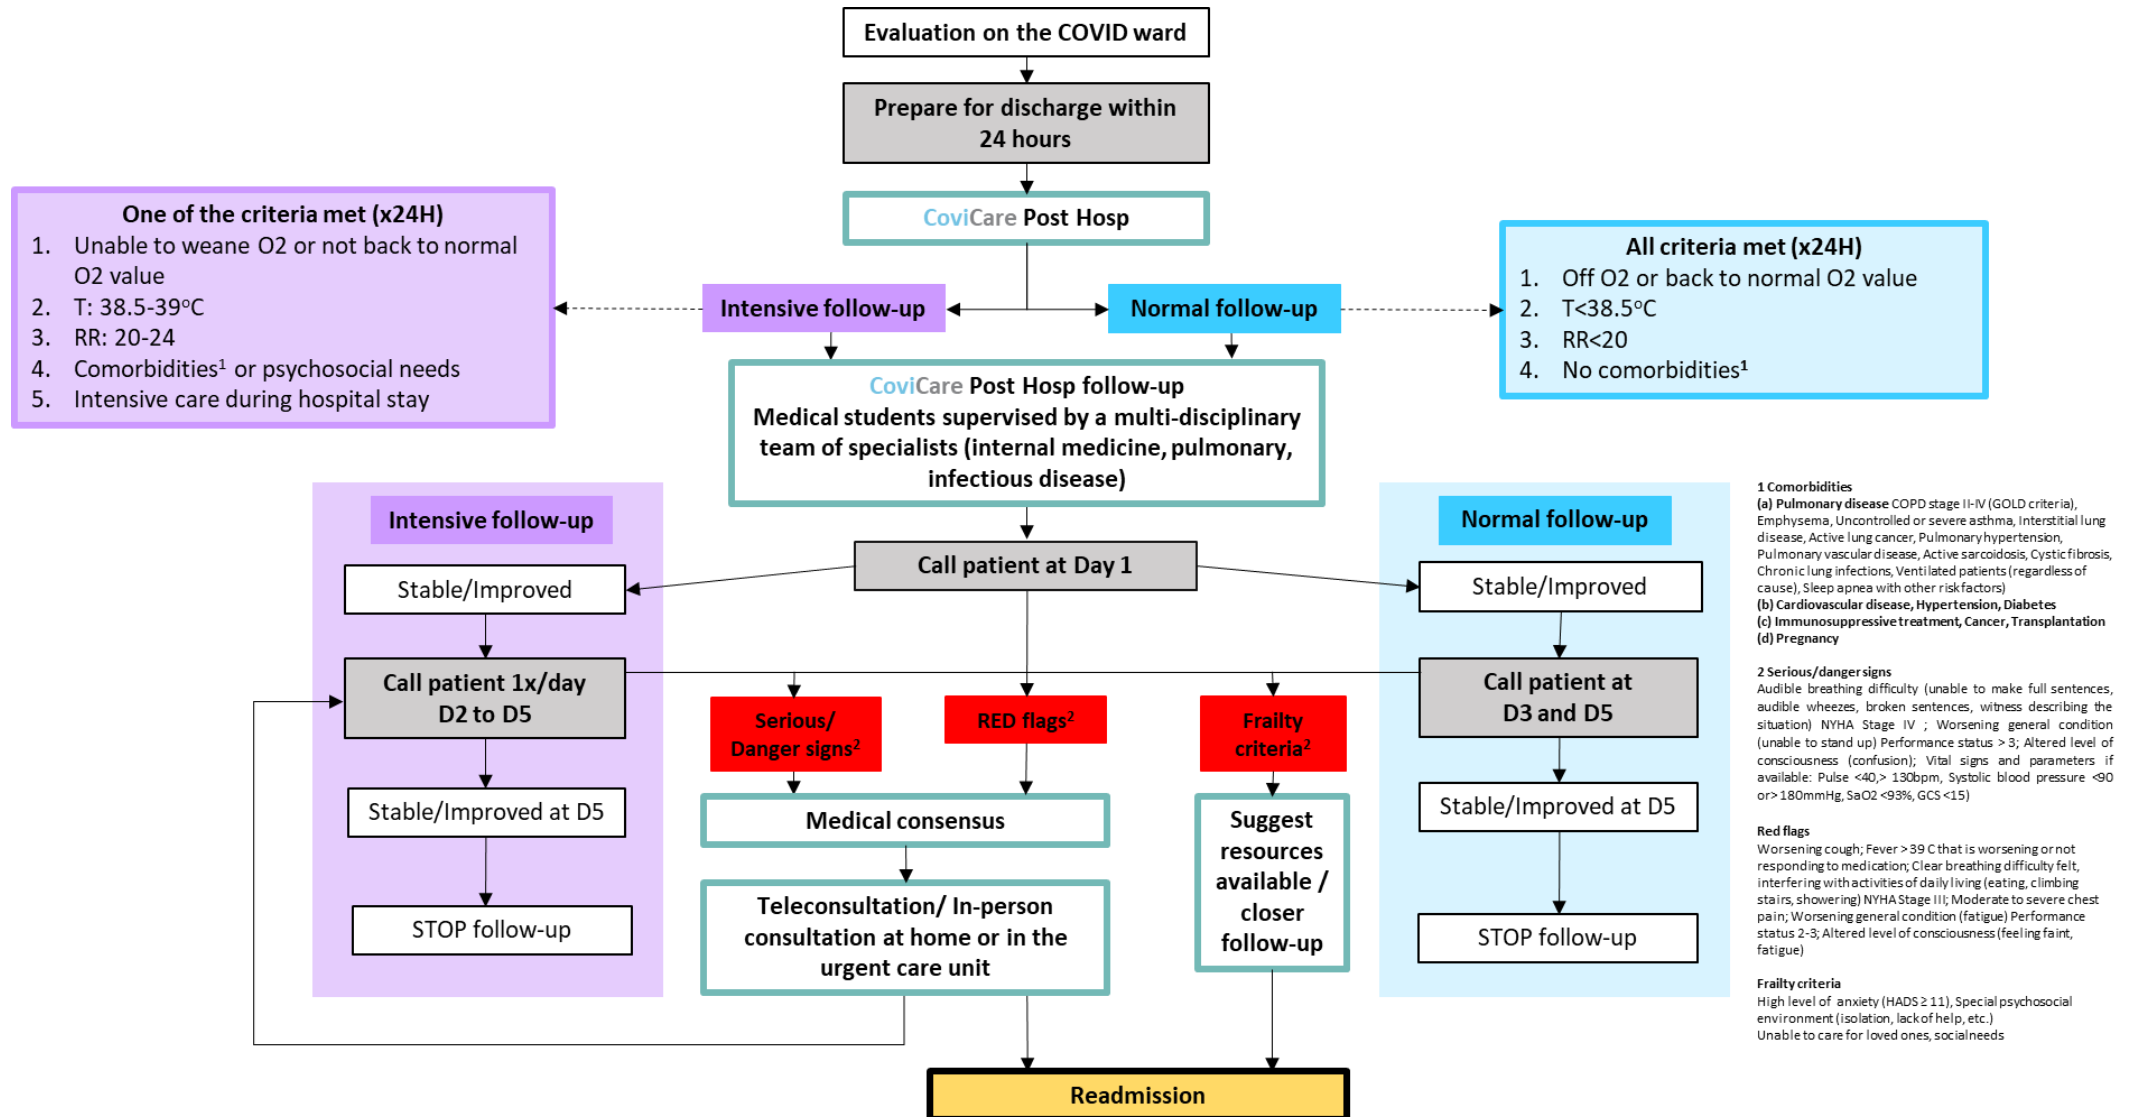 Evaluation on the COVID ward
Prepare for discharge within
24 hours
CoviCare Post Hosp
One of the criteria met (x24H)
1. Unable to weane O2 or not back to normal
O2 value
2. T: 38.5-39°C
3. RR: 20-24
4. Comorbidities¹ or psychosocial needs
5. Intensive care during hospital stay
Intensive follow-up
Normal follow-up
All criteria met (x24H)
1. Off O2 or back to normal O2 value
2. T<38.5°C
3. RR<20
4. No comorbidities¹
CoviCare Post Hosp follow-up
Medical students supervised by a multi-disciplinary
team of specialists (internal medicine, pulmonary,
infectious disease)
Intensive follow-up
Stable/Improved
Call patient 1x/day
D2 to D5
Stable/Improved at D5
STOP follow-up
Call patient at Day 1
Serious/
Danger signs²
RED flags²
Frailty
criteria²
Medical consensus
Teleconsultation/ In-person
consultation at home or in the
urgent care unit
Suggest
resources
available /
closer
follow-up
Readmission
Normal follow-up
Stable/Improved
Call patient at
D3 and D5
Stable/Improved at D5
STOP follow-up
1 Comorbidities
(a) Pulmonary disease COPD stage II-IV (GOLD criteria),
Emphysema, Uncontrolled or severe asthma, Interstitial lung
disease, Active lung cancer, Pulmonary hypertension,
Pulmonary vascular disease, Active sarcoidosis, Cystic fibrosis,
Chronic lung infections, Ventilated patients (regardless of
cause), Sleep apnea with other risk factors)
(b) Cardiovascular disease, Hypertension, Diabetes
(c) Immunosuppressive treatment, Cancer, Transplantation
(d) Pregnancy
2 Serious/danger signs
Audible breathing difficulty (unable to make full sentences,
audible wheezes, broken sentences, witness describing the
situation) NYHA Stage IV ; Worsening general condition
(unable to stand up) Performance status > 3; Altered level of
consciousness (confusion); Vital signs and parameters if
available: Pulse <40,> 130bpm, Systolic blood pressure <90
or> 180mmHg, SaO2 <93%, GCS <15)
Red flags
Worsening cough; Fever > 39 C that is worsening or not
responding to medication; Clear breathing difficulty felt,
interfering with activities of daily living (eating, climbing
stairs, showering) NYHA Stage III; Moderate to severe chest
pain; Worsening general condition (fatigue) Performance
status 2-3; Altered level of consciousness (feeling faint,
fatigue)
Frailty criteria
High level of anxiety (HADS ≥ 11), Special psychosocial
environment (isolation, lack of help, etc.)
Unable to care for loved ones, social needs